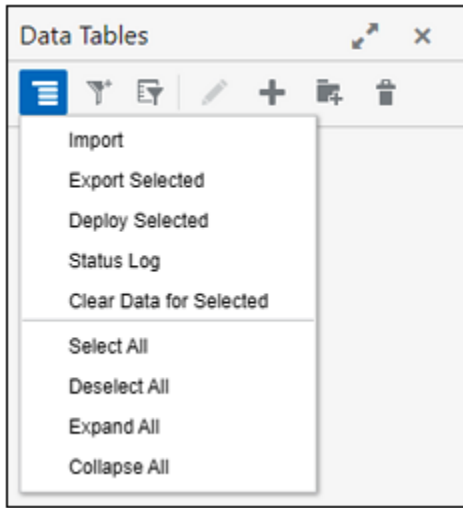 Data Tables
Import
Export Selected
Deploy Selected
Status Log
Clear Data for Selected
Select All
Deselect All
Expand All
Collapse All